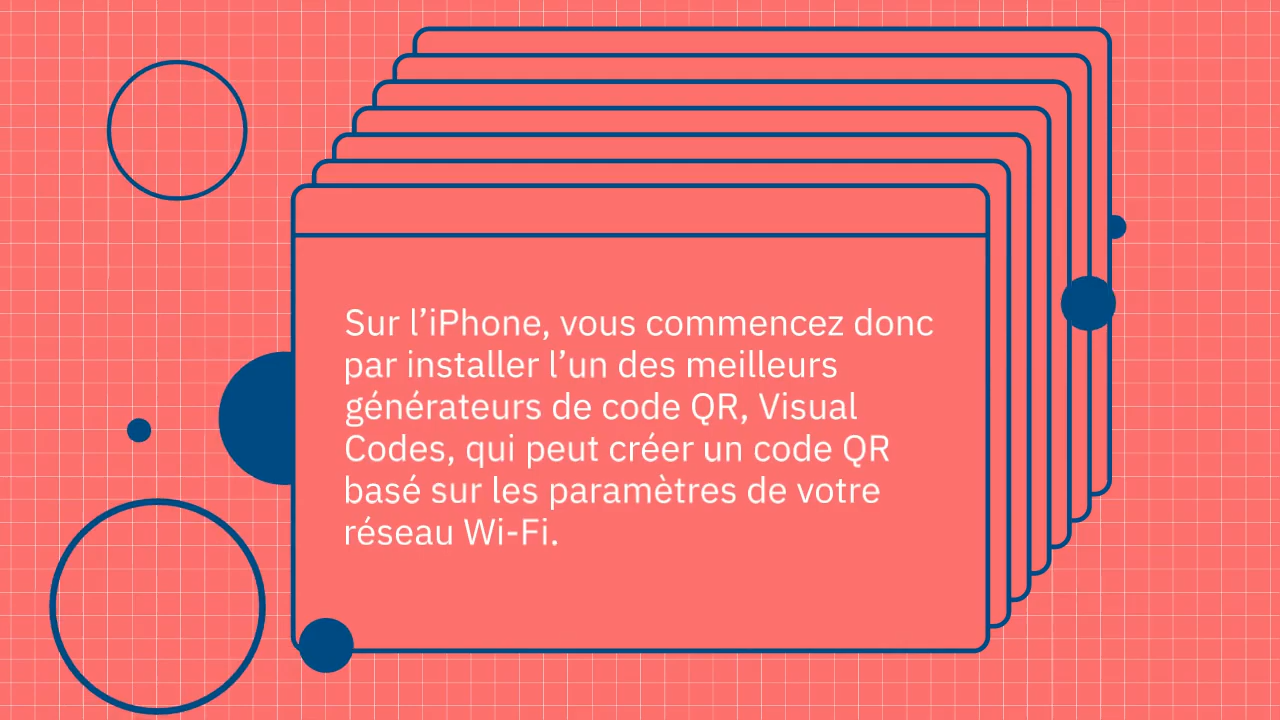 Sur l’iPhone, vous commencez donc
par installer l’un des meilleurs
générateurs de code QR, Visual
Codes, qui peut créer un code QR
basé sur les paramètres de votre
réseau Wi-Fi.